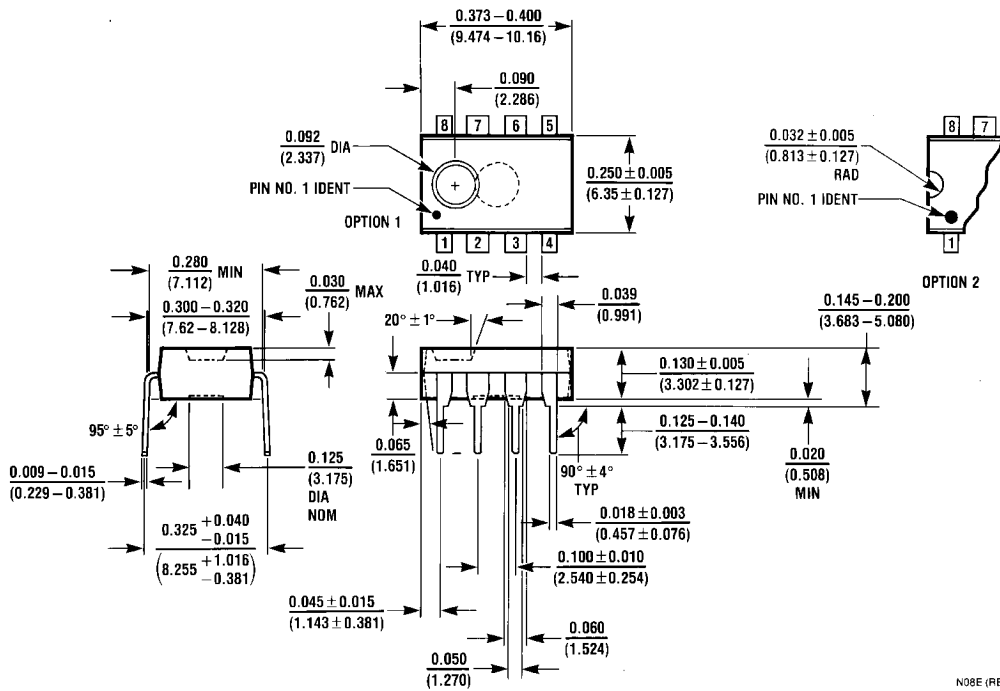 0.373–0.400
(9.474–10.16)
0.090
(2.286)
8 7 6 5
0.092 DIA
(2.337)
PIN NO. 1 IDENT
OPTION 1
1 2 3 4
0.250 ± 0.005
(6.35 ± 0.127)
0.032 ± 0.005
(0.813 ± 0.127)
RAD
PIN NO. 1 IDENT
8 7
1
OPTION 2
0.280 MIN
(7.112)
0.300–0.320
(7.62–8.128)
0.030 MAX
(0.762)
0.040 TYP
(1.016)
20° ± 1°
0.039
(0.991)
0.145–0.200
(3.683–5.080)
0.130 ± 0.005
(3.302 ± 0.127)
0.125–0.140
(3.175–3.556)
0.020
(0.508)
MIN
95° ± 5°
0.009–0.015
(0.229–0.381)
0.125
(3.175)
DIA
NOM
0.065
(1.651)
90° ± 4°
TYP
0.325 +0.040
−0.015
(8.255 +1.016
−0.381)
0.018 ± 0.003
(0.457 ± 0.076)
0.100 ± 0.010
(2.540 ± 0.254)
0.045 ± 0.015
(1.143 ± 0.381)
0.060
(1.524)
0.050
(1.270)
N08E (RE